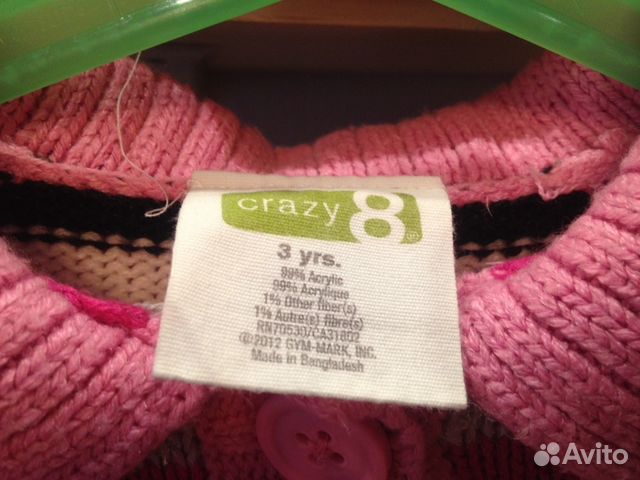 crazy 8
3 yrs.
99% Acrylic
99% Acrylique
1% Other fiber(s)
1% Autre(s) fibre(s)
RN70530/CA31802
©2012 GYM-MARK, INC.
Made in Bangladesh
Avito